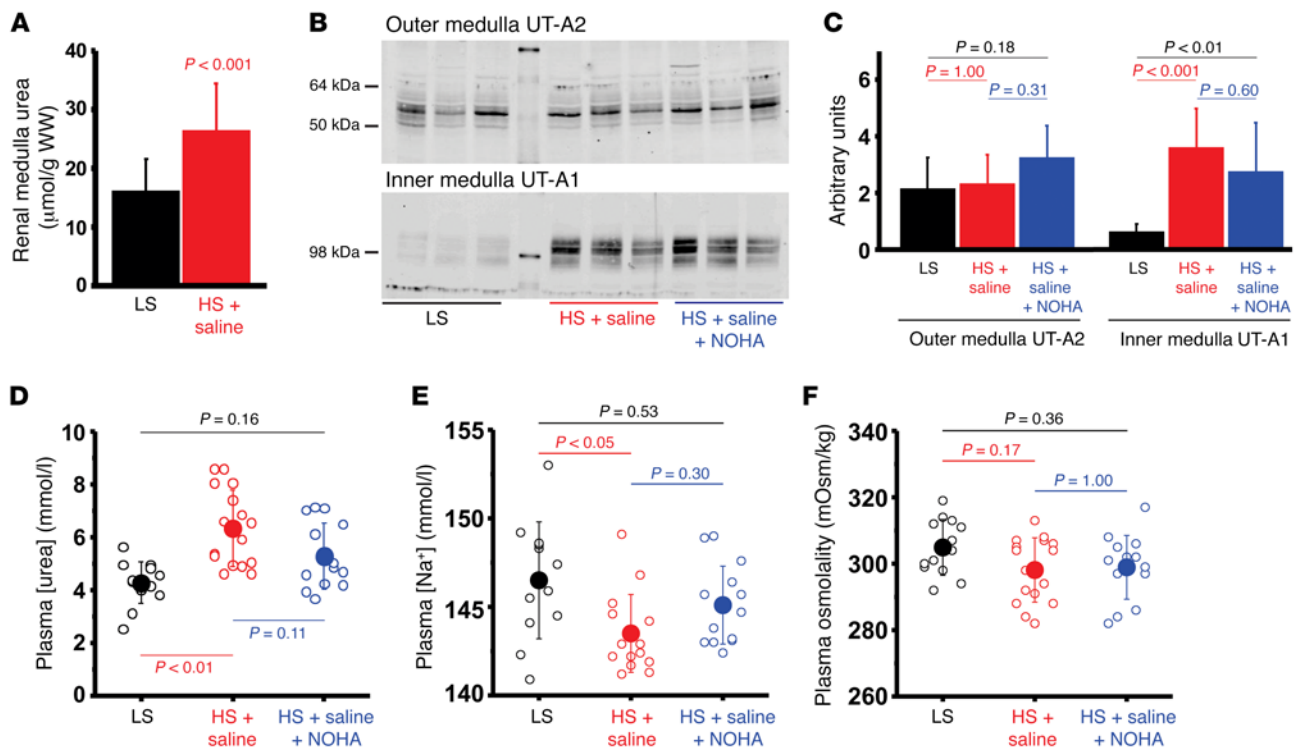 A
Renal medulla urea
(μmol/g WW)
40
30
20
10
0
P < 0.001
LS
HS +
saline
B
Outer medulla UT-A2
64 kDa
50 kDa
Inner medulla UT-A1
98 kDa
LS
HS + saline
HS + saline
+ NOHA
C
Arbitrary units
6
4
2
0
P = 0.18
P = 1.00
P = 0.31
P < 0.01
P < 0.001
P = 0.60
LS
HS +
saline
HS +
saline
+ NOHA
LS
HS +
saline
HS +
saline
+ NOHA
Outer medulla UT-A2
Inner medulla UT-A1
D
Plasma [urea] (mmol/l)
10
8
6
4
2
0
P = 0.16
P = 0.11
P < 0.01
LS
HS +
saline
HS + saline
+ NOHA
E
Plasma [Na⁺] (mmol/l)
155
150
145
140
P = 0.53
P < 0.05
P = 0.30
LS
HS +
saline
HS + saline
+ NOHA
F
Plasma osmolality (mOsm/kg)
340
320
300
280
260
P = 0.36
P = 0.17
P = 1.00
LS
HS +
saline
HS + saline
+ NOHA